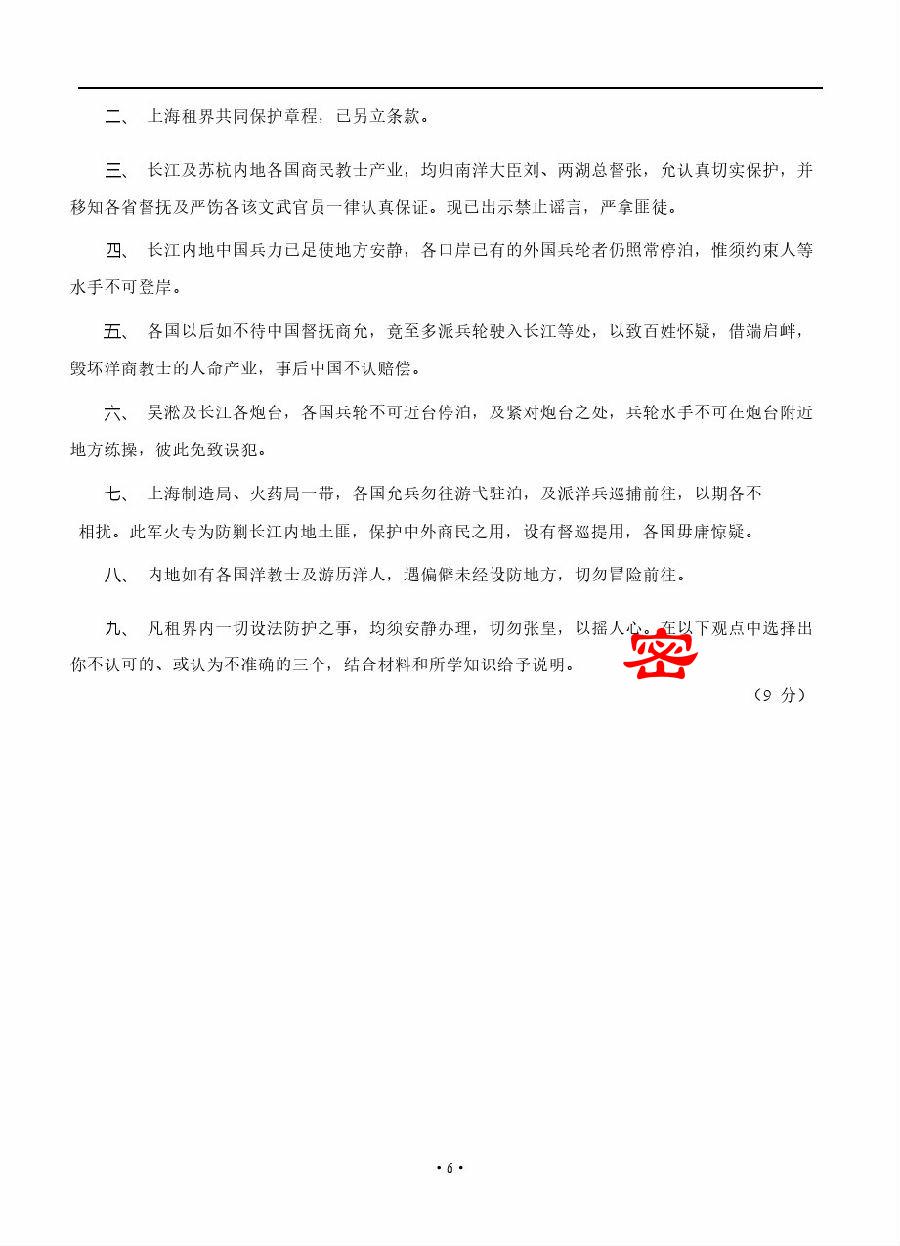 二、 上海租界共同保护章程，已另立条款。
三、 长江及苏杭内地各国商民教士产业，均归南洋大臣刘、两湖总督张，允认真切实保护，并
移知各省督抚及严饬各该文武官员一律认真保证。现已出示禁止谣言，严拿匪徒。
四、 长江内地中国兵力已足使地方安静，各口岸已有的外国兵轮者仍照常停泊，惟须约束人等
水手不可登岸。
五、 各国以后如不待中国督抚商允，竟至多派兵轮驶入长江等处，以致百姓怀疑，借端启衅，
毁坏洋商教士的人命产业，事后中国不认赔偿。
六、 吴淞及长江各炮台，各国兵轮不可近台停泊，及紧对炮台之处，兵轮水手不可在炮台附近
地方练操，彼此免致误犯。
七、 上海制造局、火药局一带，各国允兵勿往游弋驻泊，及派洋兵巡捕前往，以期各不
相扰。此军火专为防剿长江内地土匪，保护中外商民之用，设有督巡提用，各国毋庸惊疑。
八、 内地如有各国洋教士及游历洋人，遇偏僻未经设防地方，切勿冒险前往。
九、 凡租界内一切设法防护之事，均须安静办理，切勿张皇，以摇人心。在以下观点中选择出
你不认可的、或认为不准确的三个，结合材料和所学知识给予说明。
密
（9 分）
·6·